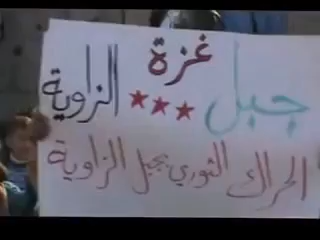 غزة
جبل *** الزاوية
الحراك الثوري بجبل الزاوية